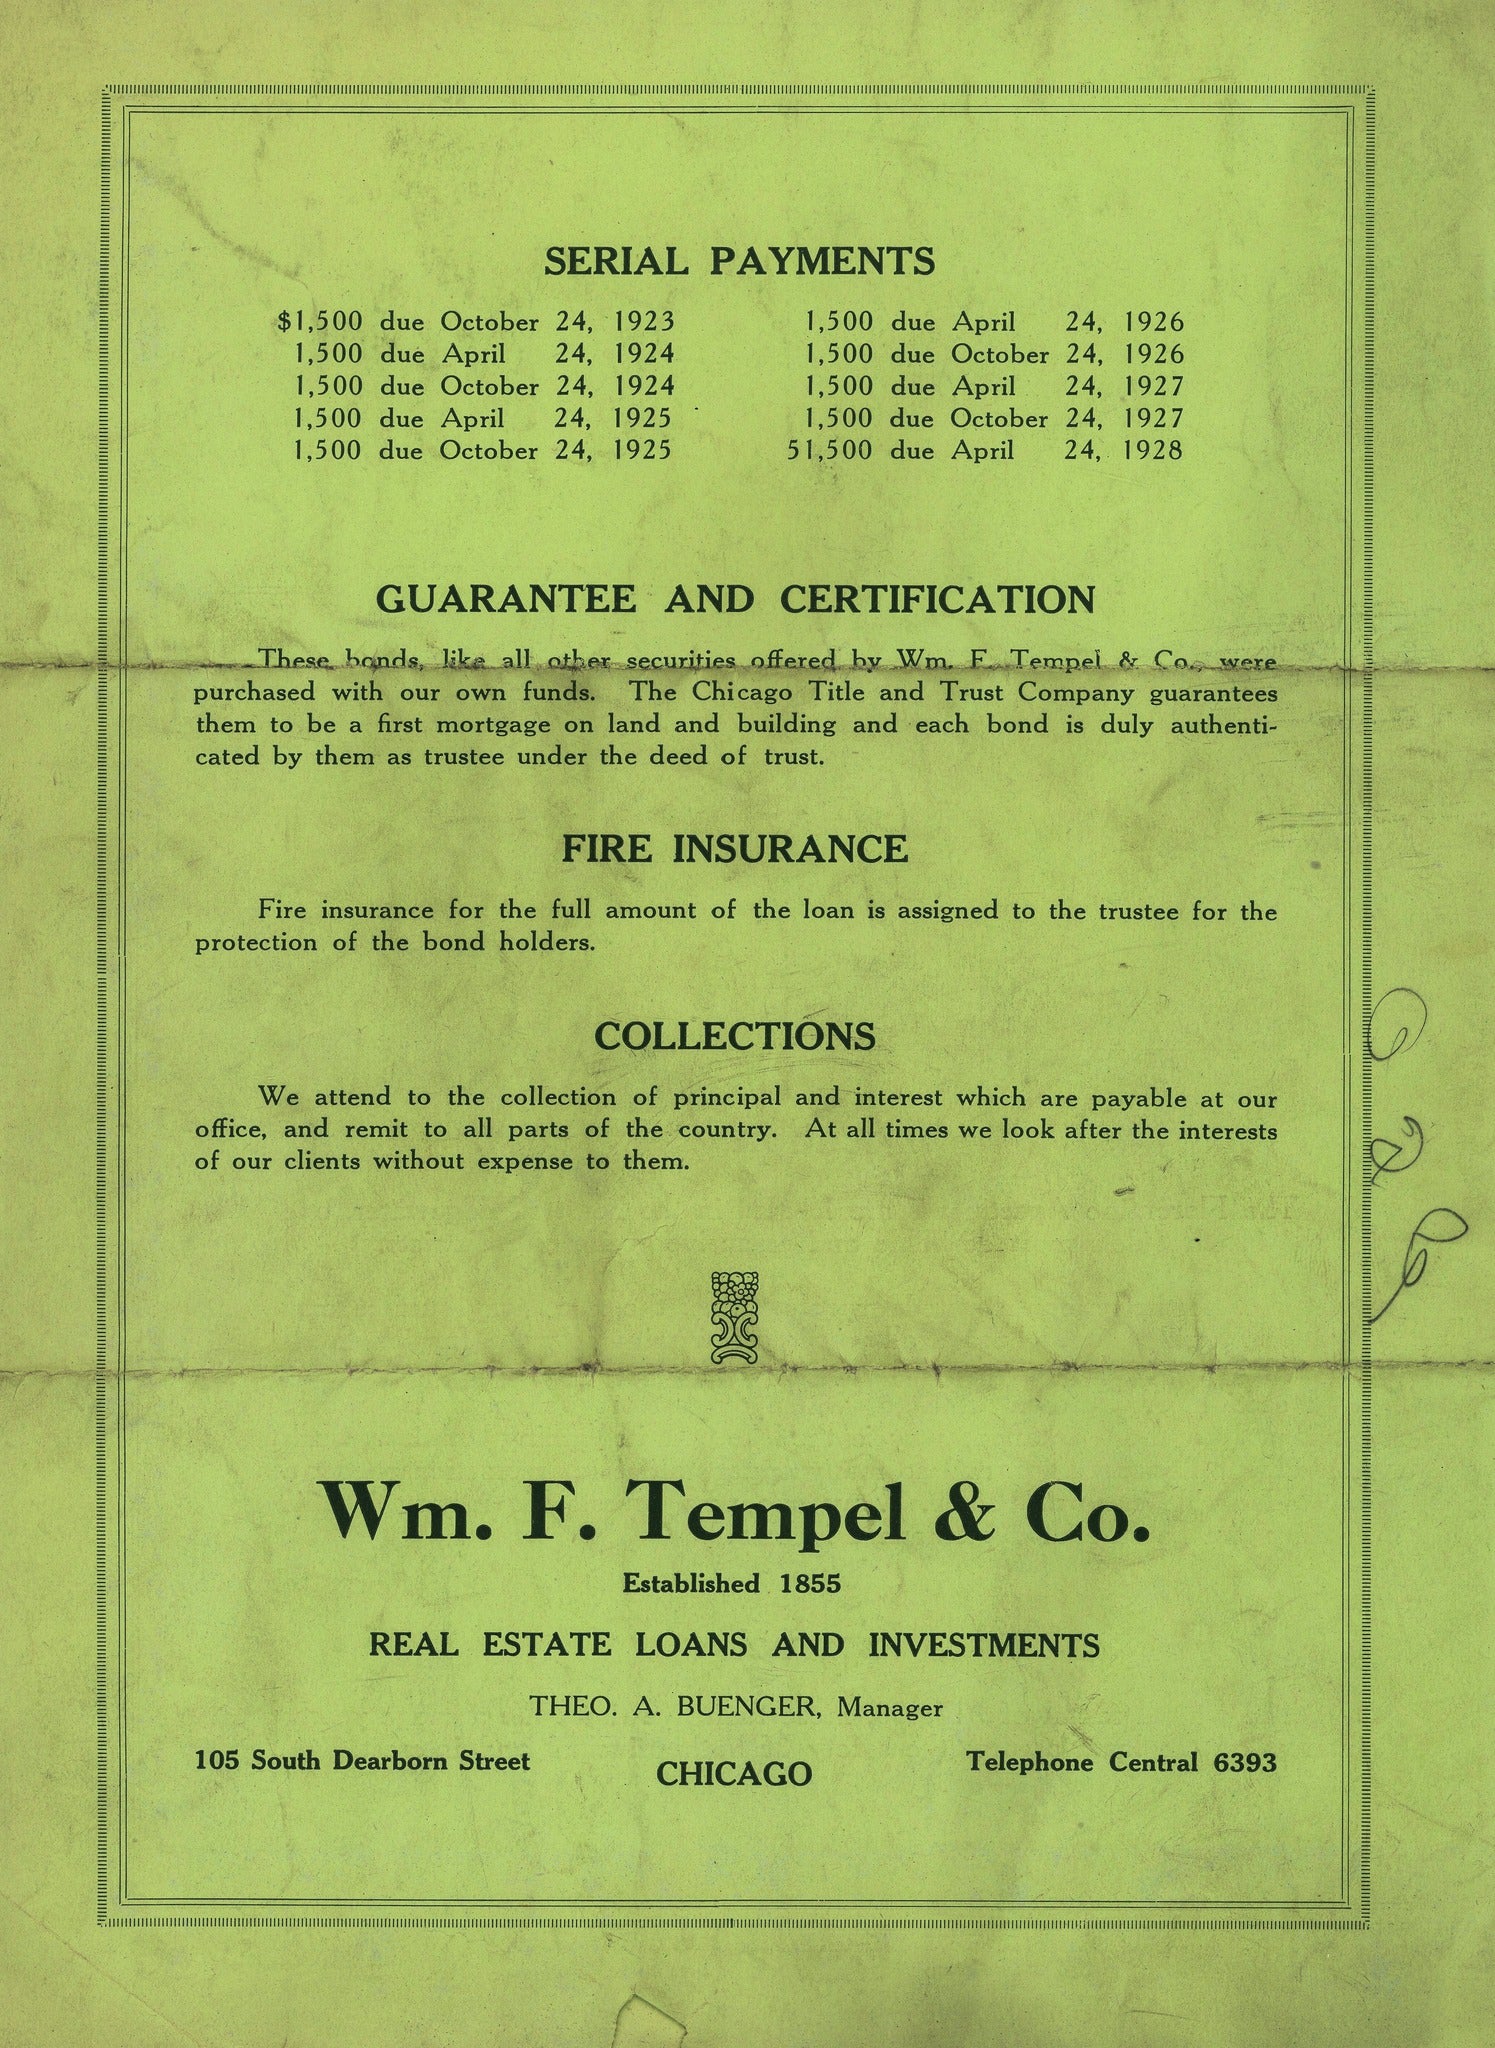 SERIAL PAYMENTS
$1,500 due October 24, 1923
1,500 due April 24, 1924
1,500 due October 24, 1924
1,500 due April 24, 1925
1,500 due October 24, 1925
1,500 due April 24, 1926
1,500 due October 24, 1926
1,500 due April 24, 1927
1,500 due October 24, 1927
51,500 due April 24, 1928
GUARANTEE AND CERTIFICATION
These bonds, like all other securities offered by Wm. F. Tempel & Co., were
purchased with our own funds. The Chicago Title and Trust Company guarantees
them to be a first mortgage on land and building and each bond is duly authenti-
cated by them as trustee under the deed of trust.
FIRE INSURANCE
Fire insurance for the full amount of the loan is assigned to the trustee for the
protection of the bond holders.
COLLECTIONS
We attend to the collection of principal and interest which are payable at our
office, and remit to all parts of the country. At all times we look after the interests
of our clients without expense to them.
Wm. F. Tempel & Co.
Established 1855
REAL ESTATE LOANS AND INVESTMENTS
THEO. A. BUENGER, Manager
105 South Dearborn Street
CHICAGO
Telephone Central 6393